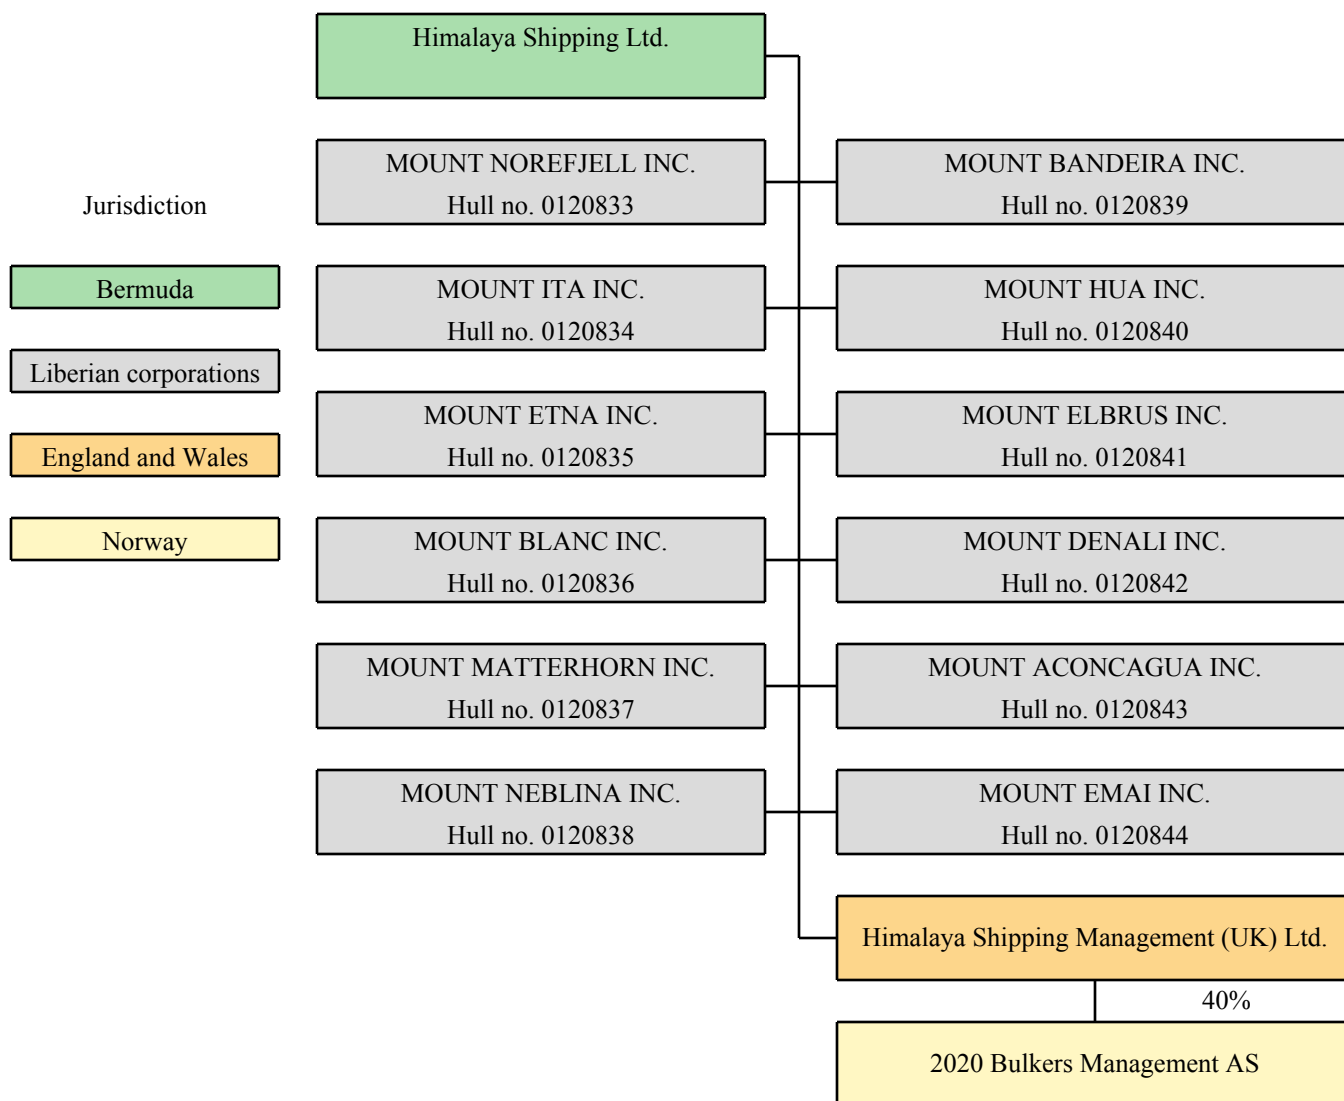 Himalaya Shipping Ltd.
Jurisdiction
Bermuda
Liberian corporations
England and Wales
Norway
MOUNT NOREFJELL INC.
Hull no. 0120833
MOUNT BANDEIRA INC.
Hull no. 0120839
MOUNT ITA INC.
Hull no. 0120834
MOUNT HUA INC.
Hull no. 0120840
MOUNT ETNA INC.
Hull no. 0120835
MOUNT ELBRUS INC.
Hull no. 0120841
MOUNT BLANC INC.
Hull no. 0120836
MOUNT DENALI INC.
Hull no. 0120842
MOUNT MATTERHORN INC.
Hull no. 0120837
MOUNT ACONCAGUA INC.
Hull no. 0120843
MOUNT NEBLINA INC.
Hull no. 0120838
MOUNT EMAI INC.
Hull no. 0120844
Himalaya Shipping Management (UK) Ltd.
40%
2020 Bulkers Management AS